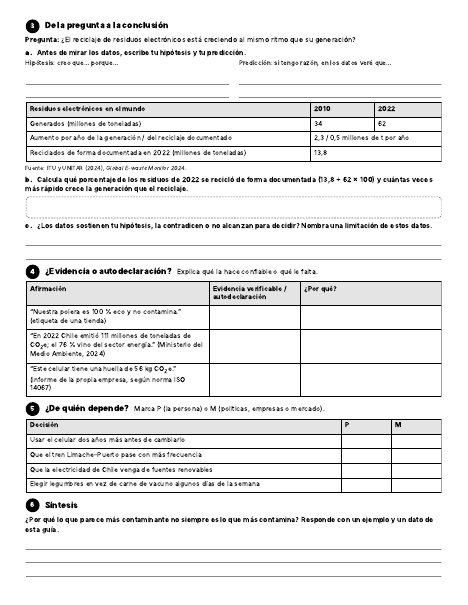 3 De la pregunta a la conclusión
Pregunta: ¿El reciclaje de residuos electrónicos está creciendo al mismo ritmo que su generación?
a. Antes de mirar los datos, escribe tu hipótesis y tu predicción.
Hipótesis: creo que... porque...
Predicción: si tengo razón, en los datos veré que...
Residuos electrónicos en el mundo 2010 2022
Generados (millones de toneladas) 34 62
Aumento por año de la generación / del reciclaje documentado 2,3 / 0,5 millones de t por año
Reciclados de forma documentada en 2022 (millones de toneladas) 13,8
Fuente: ITU y UNITAR (2024), Global E-waste Monitor 2024.
b. Calcula qué porcentaje de los residuos de 2022 se recicló de forma documentada (13,8 ÷ 62 × 100) y cuántas veces
más rápido crece la generación que el reciclaje.
c. ¿Los datos sostienen tu hipótesis, la contradicen o no alcanzan para decidir? Nombra una limitación de estos datos.
4 ¿Evidencia o autodeclaración? Explica qué la hace confiable o qué le falta.
Afirmación
Evidencia verificable /
autodeclaración
¿Por qué?
"Nuestra polera es 100 % eco y no contamina."
(etiqueta de una tienda)
"En 2022 Chile emitió 111 millones de toneladas de
CO₂e; el 76 % vino del sector energía." (Ministerio del
Medio Ambiente, 2024)
"Este celular tiene una huella de 56 kg CO₂e."
(informe de la propia empresa, según norma ISO
14067)
5 ¿De quién depende? Marca P (la persona) o M (políticas, empresas o mercado).
Decisión P M
Usar el celular dos años más antes de cambiarlo
Que el tren Limache–Puerto pase con más frecuencia
Que la electricidad de Chile venga de fuentes renovables
Elegir legumbres en vez de carne de vacuno algunos días de la semana
6 Síntesis
¿Por qué lo que parece más contaminante no siempre es lo que más contamina? Responde con un ejemplo y un dato de
esta guía.